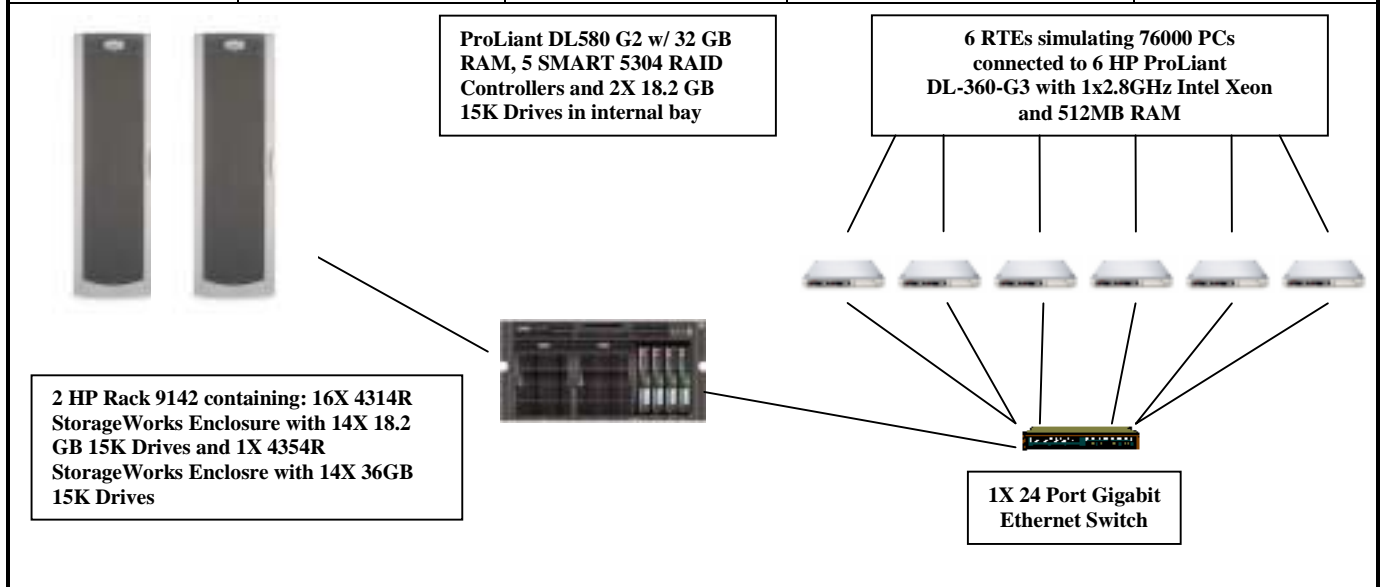 ProLiant DL580 G2 w/ 32 GB
RAM, 5 SMART 5304 RAID
Controllers and 2X 18.2 GB
15K Drives in internal bay
6 RTEs simulating 76000 PCs
connected to 6 HP ProLiant
DL-360-G3 with 1x2.8GHz Intel Xeon
and 512MB RAM
2 HP Rack 9142 containing: 16X 4314R
StorageWorks Enclosure with 14X 18.2
GB 15K Drives and 1X 4354R
StorageWorks Enclosre with 14X 36GB
15K Drives
1X 24 Port Gigabit
Ethernet Switch